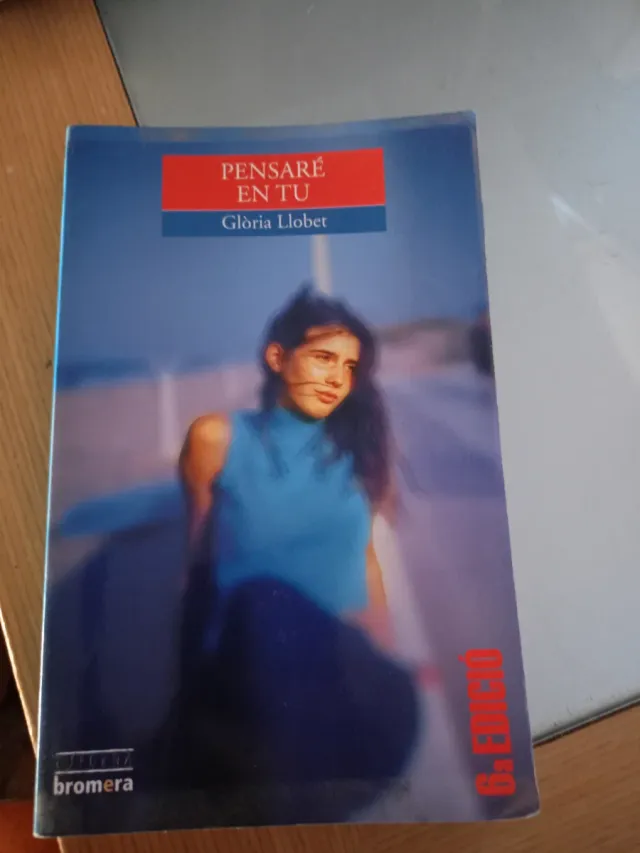 PENSARÉ
EN TU
Glòria Llobet
6a EDICIÓ
bromera